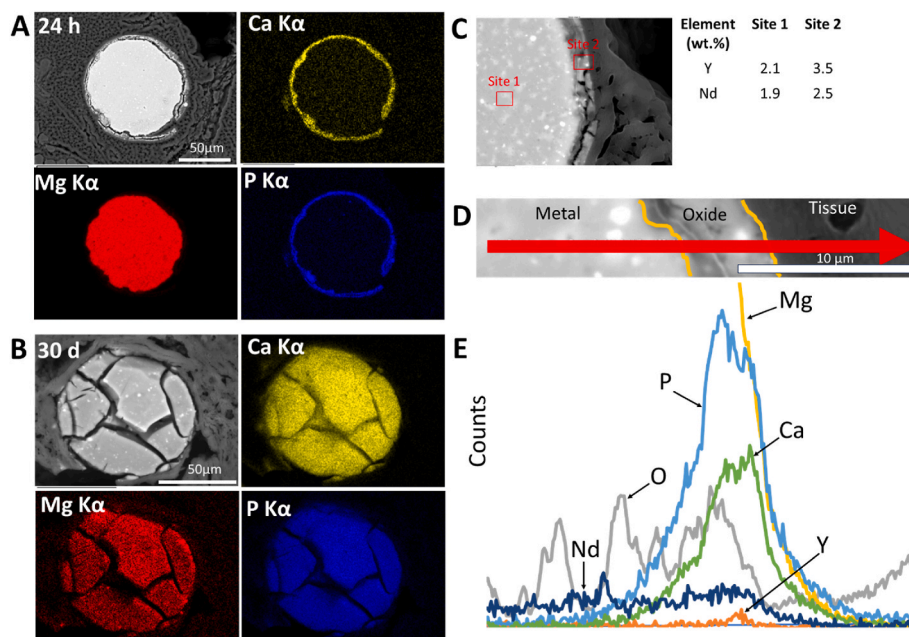 A
24 h
Ca Kα
50μm
Mg Kα
P Kα
B
30 d
Ca Kα
50μm
Mg Kα
P Kα
C
Site 1
Site 2
Element Site 1 Site 2
(wt.%)
Y 2.1 3.5
Nd 1.9 2.5
D
Metal
Oxide
Tissue
10 μm
E
Counts
Mg
P
Ca
O
Nd
Y